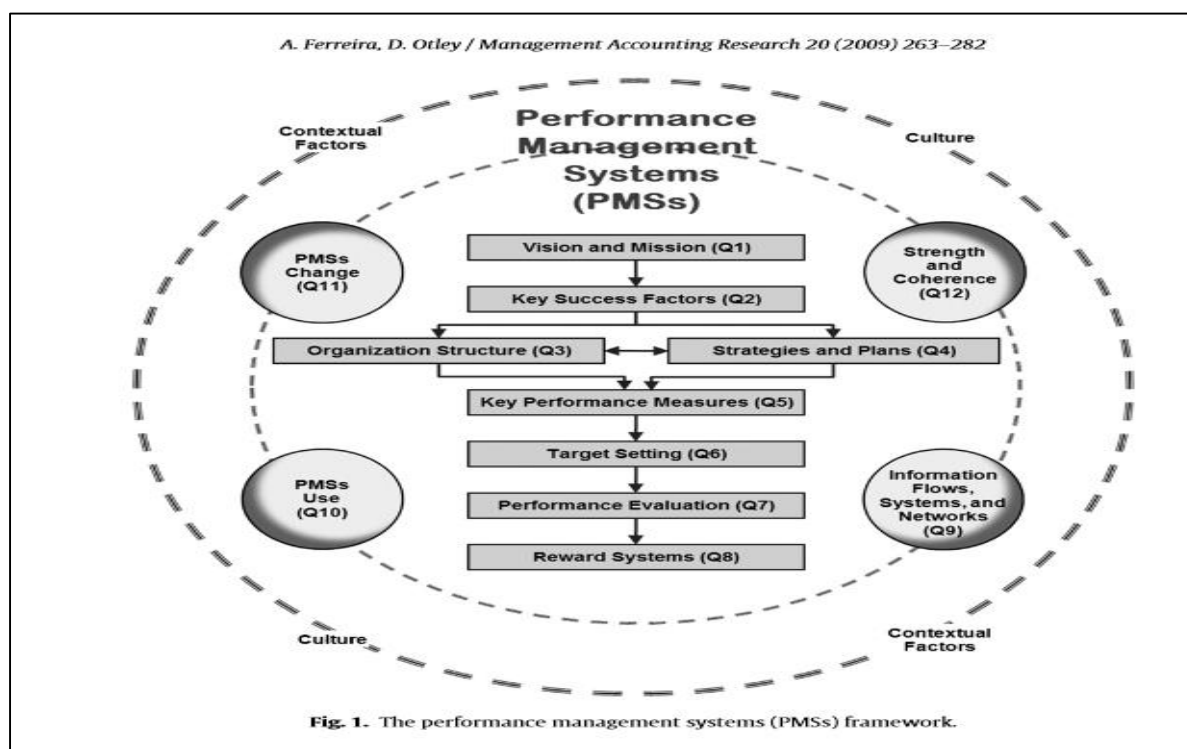 A. Ferreira, D. Otley / Management Accounting Research 20 (2009) 263–282
Performance
Management
Systems
(PMSs)
Contextual
Factors
Culture
PMSs
Change
(Q11)
Vision and Mission (Q1)
Strength
and
Coherence
(Q12)
Key Success Factors (Q2)
Organization Structure (Q3)
Strategies and Plans (Q4)
Key Performance Measures (Q5)
Target Setting (Q6)
PMSs
Use
(Q10)
Performance Evaluation (Q7)
Information
Flows,
Systems, and
Networks
(Q9)
Reward Systems (Q8)
Culture
Contextual
Factors
Fig. 1. The performance management systems (PMSs) framework.